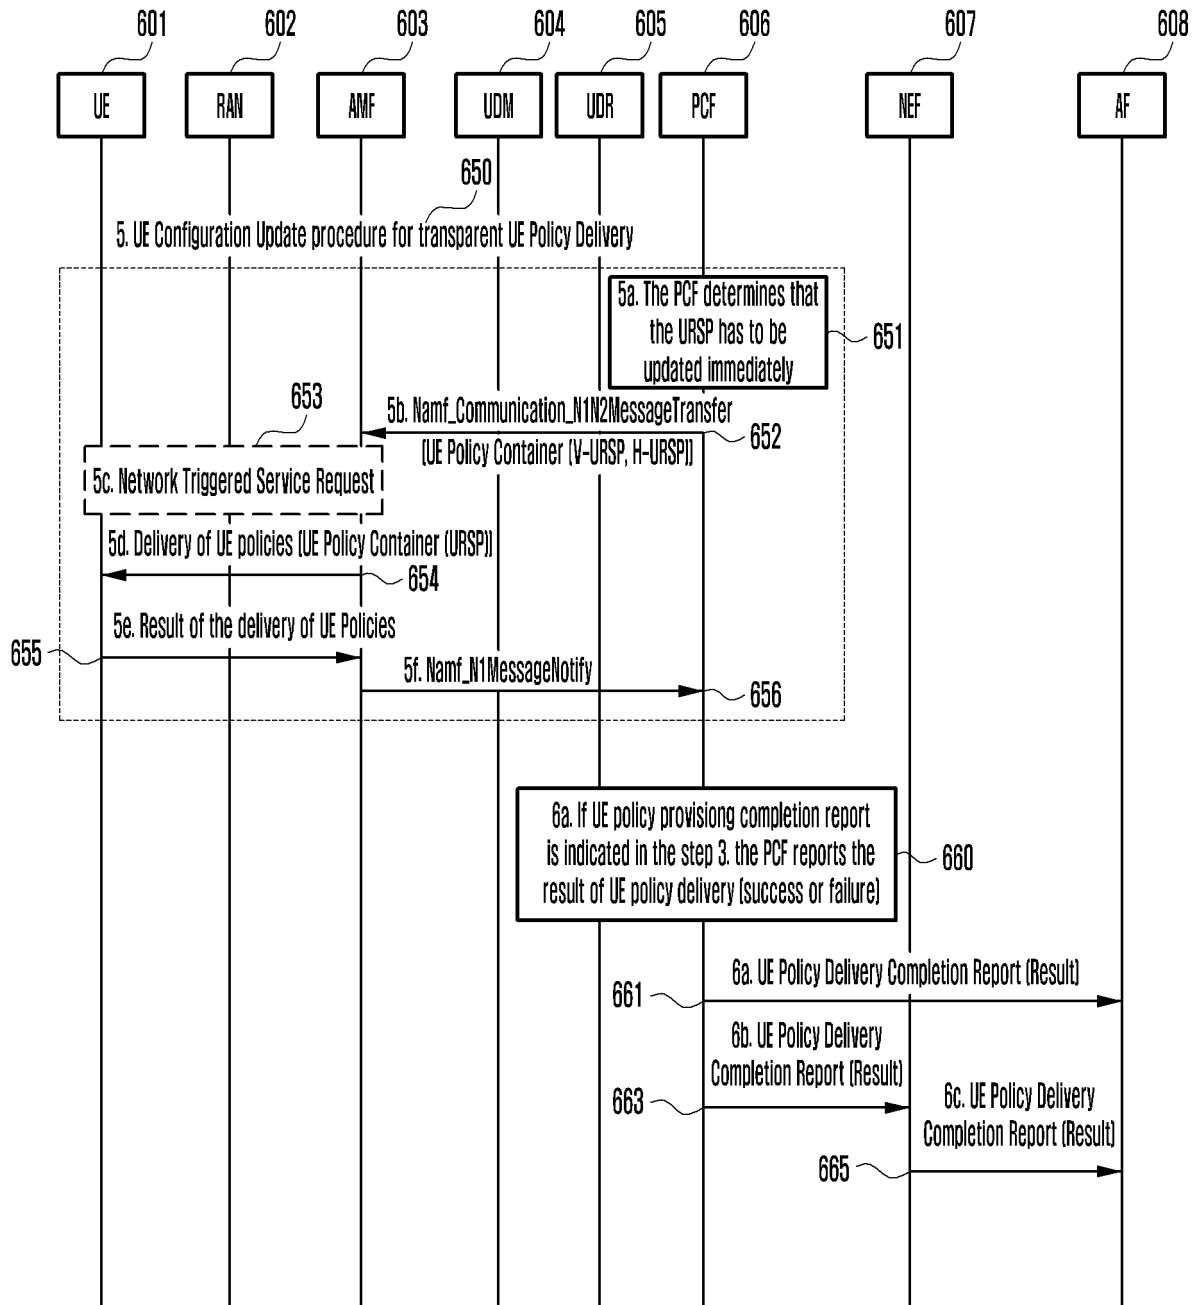 601 602 603 604 605 606 607 608
UE RAN AMF UDM UDR PCF NEF AF
650
5. UE Configuration Update procedure for transparent UE Policy Delivery
5a. The PCF determines that
the URSP has to be
updated immediately
651
653
5b. Namf_Communication_N1N2MessageTransfer
652
(UE Policy Container (V-URSP, H-URSP))
5c. Network Triggered Service Request
5d. Delivery of UE policies (UE Policy Container (URSP))
654
5e. Result of the delivery of UE Policies
655
5f. Namf_N1MessageNotify
656
6a. If UE policy provisiong completion report
is indicated in the step 3. the PCF reports the
result of UE policy delivery (success or failure)
660
6a. UE Policy Delivery Completion Report (Result)
661
6b. UE Policy Delivery
Completion Report (Result)
663
6c. UE Policy Delivery
Completion Report (Result)
665